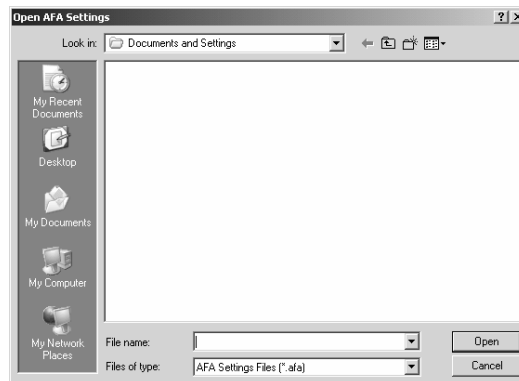 Open AFA Settings
Look in:
Documents and Settings
My Recent
Documents
Desktop
My Documents
My Computer
My Network
Places
File name:
Open
Files of type:
AFA Settings Files (*.afa)
Cancel